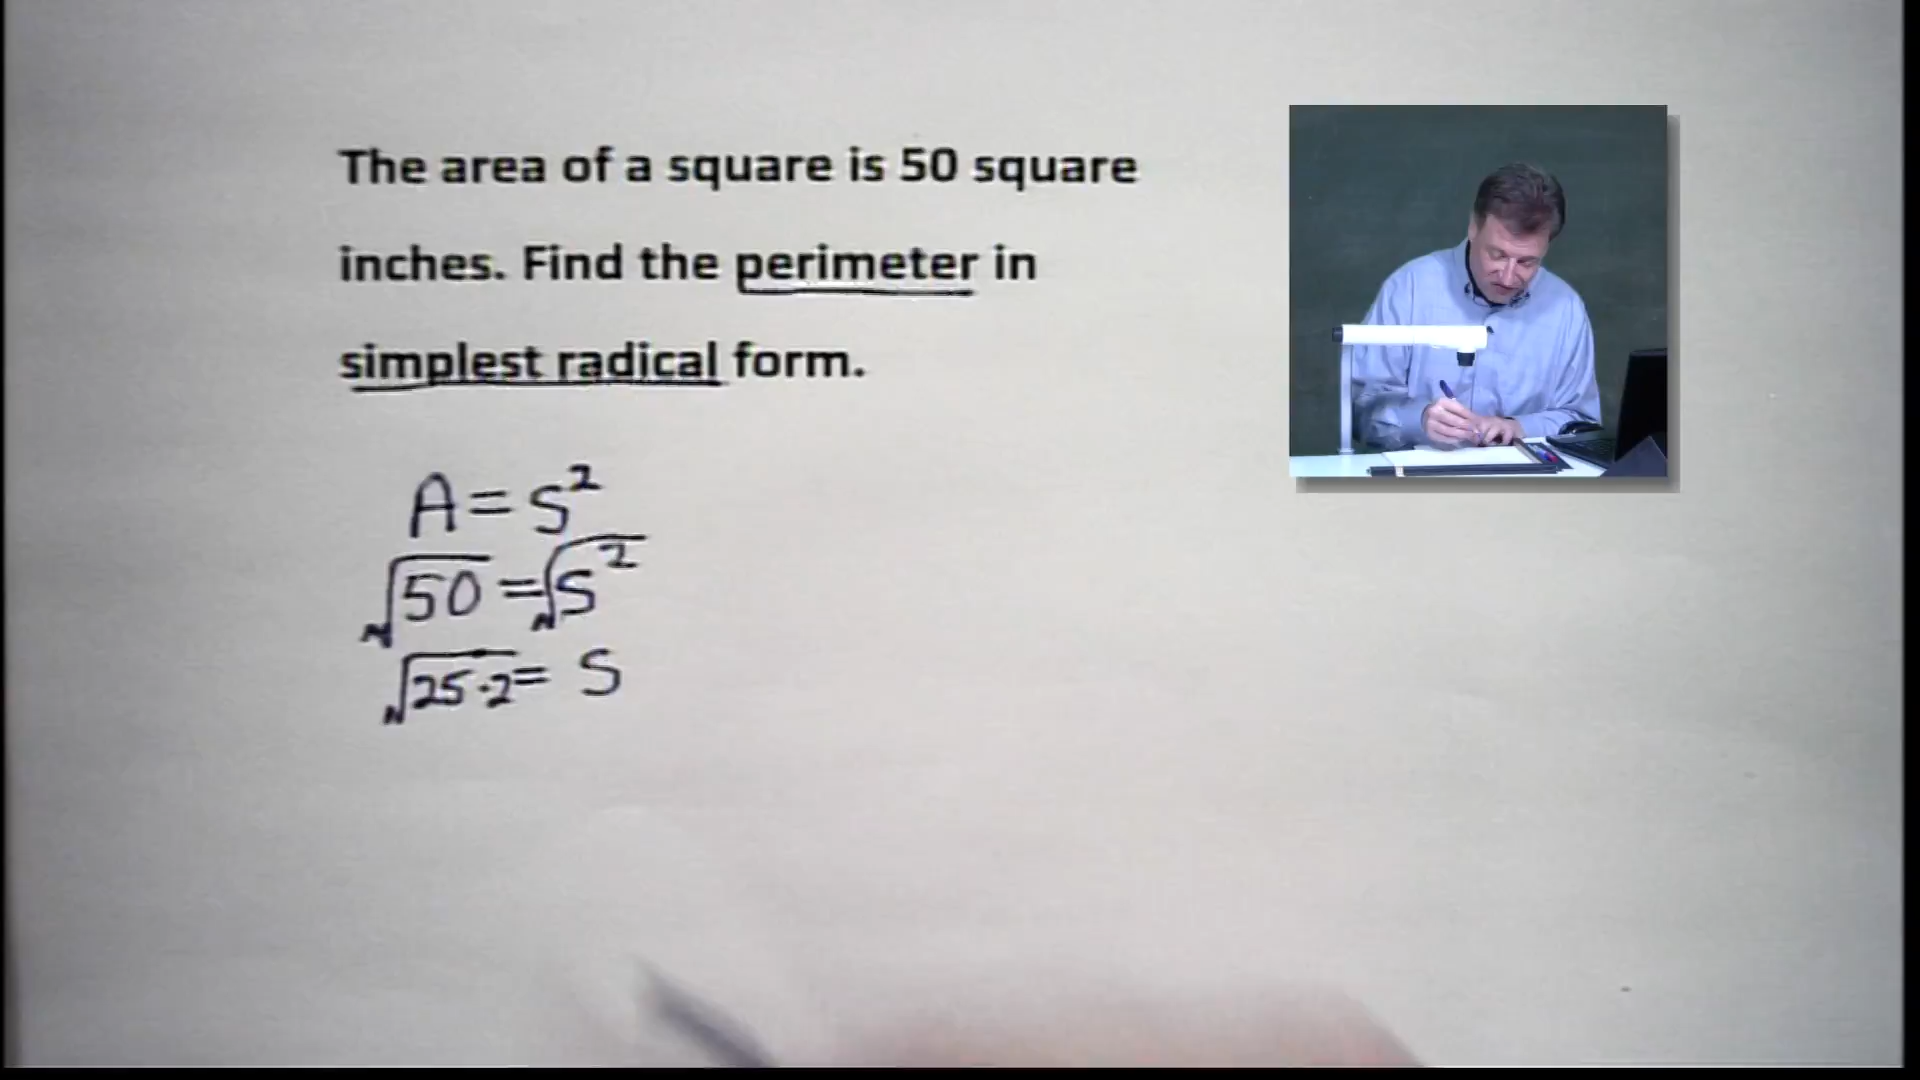 The area of a square is 50 square
inches. Find the perimeter in
simplest radical form.
A = S²
√50 = √S²
√25·2 = S